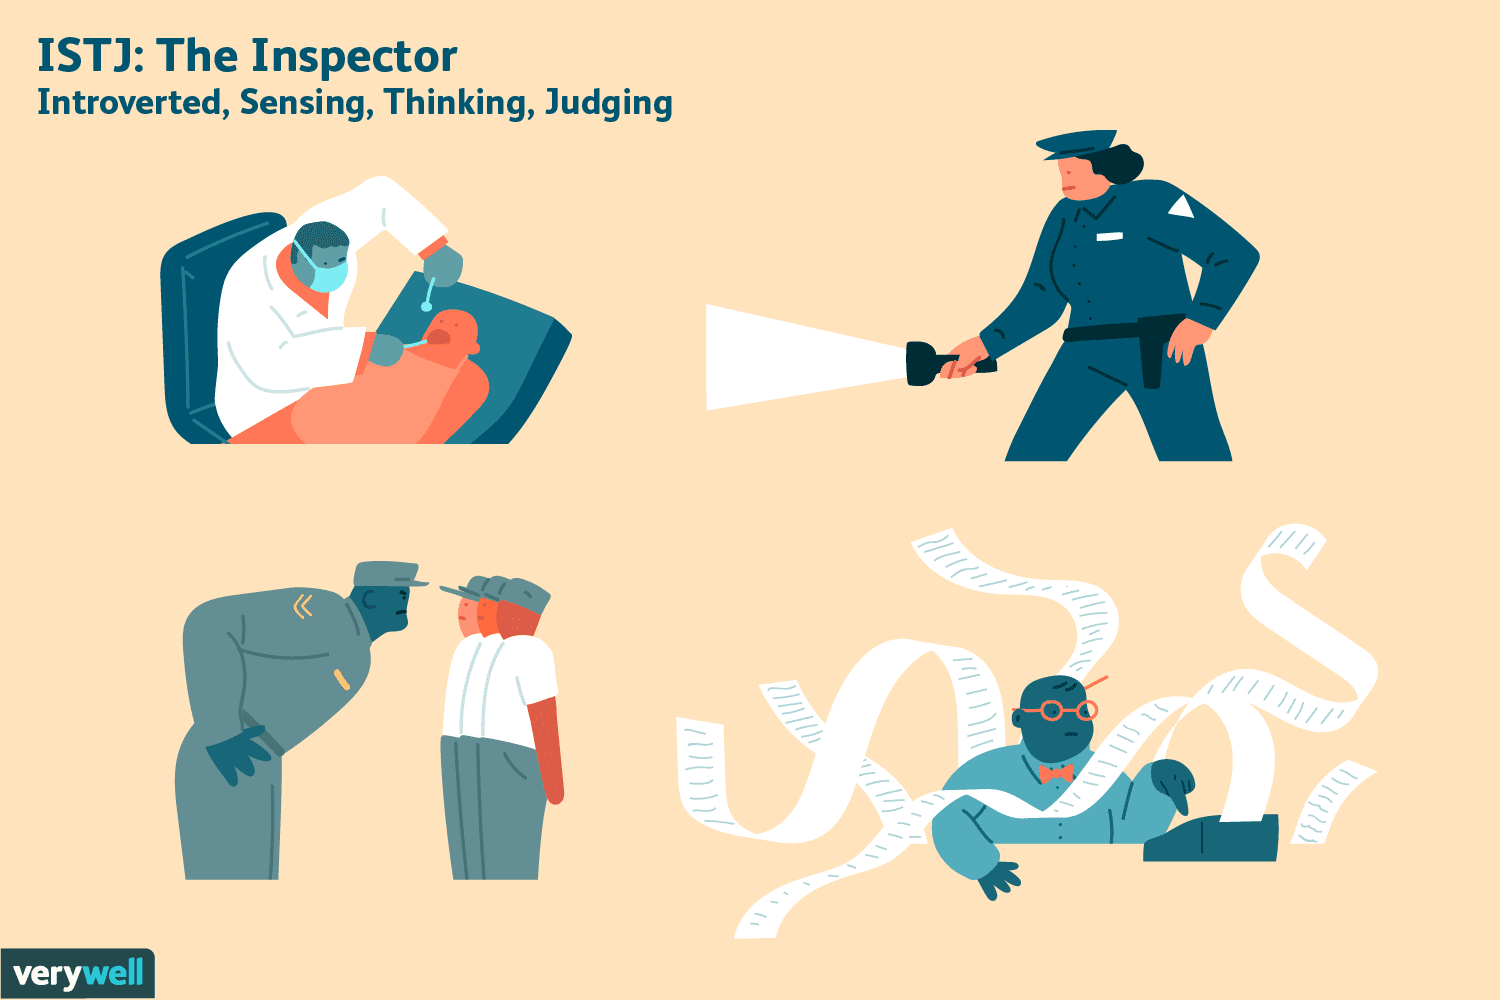 ISTJ: The Inspector
Introverted, Sensing, Thinking, Judging
verywell